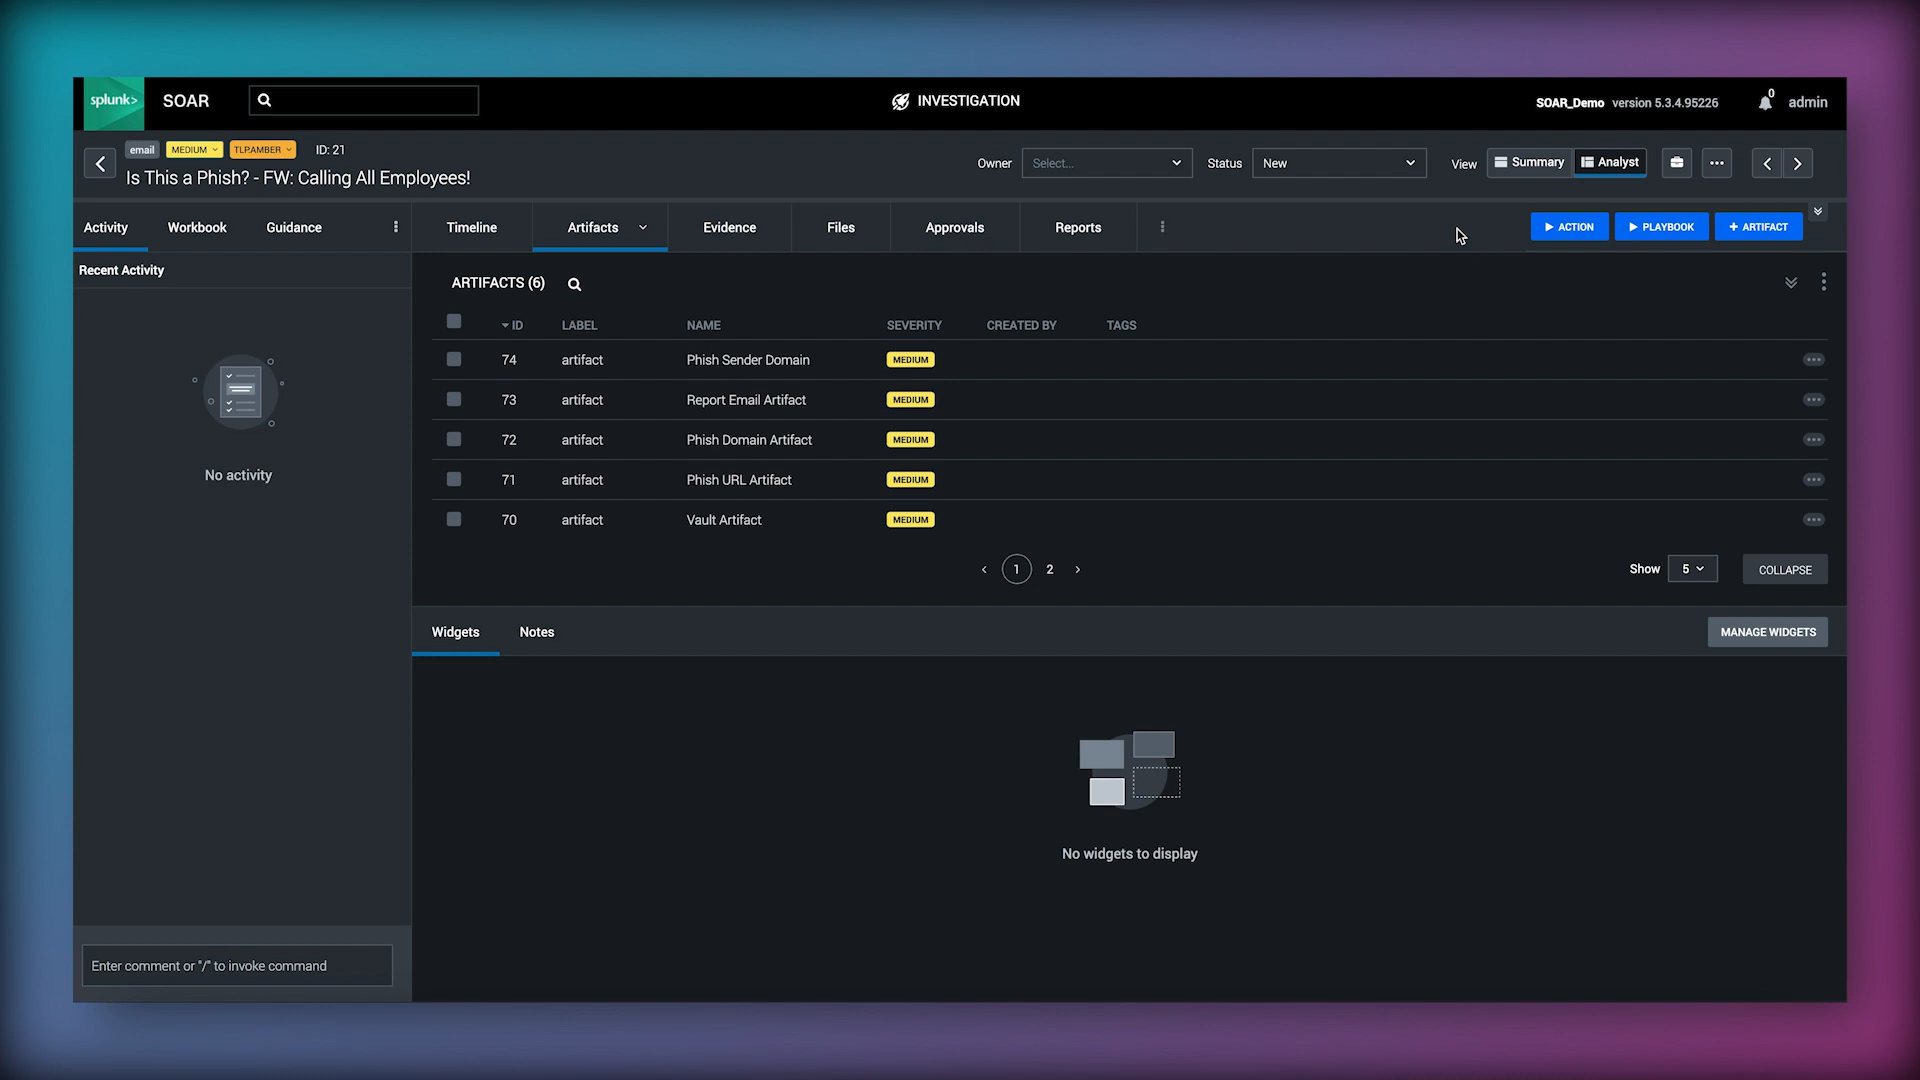 splunk> SOAR INVESTIGATION SOAR_Demo version 5.3.4.95226 0 admin
email MEDIUM TLP:AMBER ID: 21
Is This a Phish? - FW: Calling All Employees!
Owner Select... Status New View Summary Analyst
Activity Workbook Guidance Timeline Artifacts Evidence Files Approvals Reports ACTION PLAYBOOK + ARTIFACT
Recent Activity
No activity
Enter comment or "/" to invoke command
ARTIFACTS (6)
ID LABEL NAME SEVERITY CREATED BY TAGS
74 artifact Phish Sender Domain MEDIUM
73 artifact Report Email Artifact MEDIUM
72 artifact Phish Domain Artifact MEDIUM
71 artifact Phish URL Artifact MEDIUM
70 artifact Vault Artifact MEDIUM
‹ 1 2 › Show 5 COLLAPSE
Widgets Notes MANAGE WIDGETS
No widgets to display